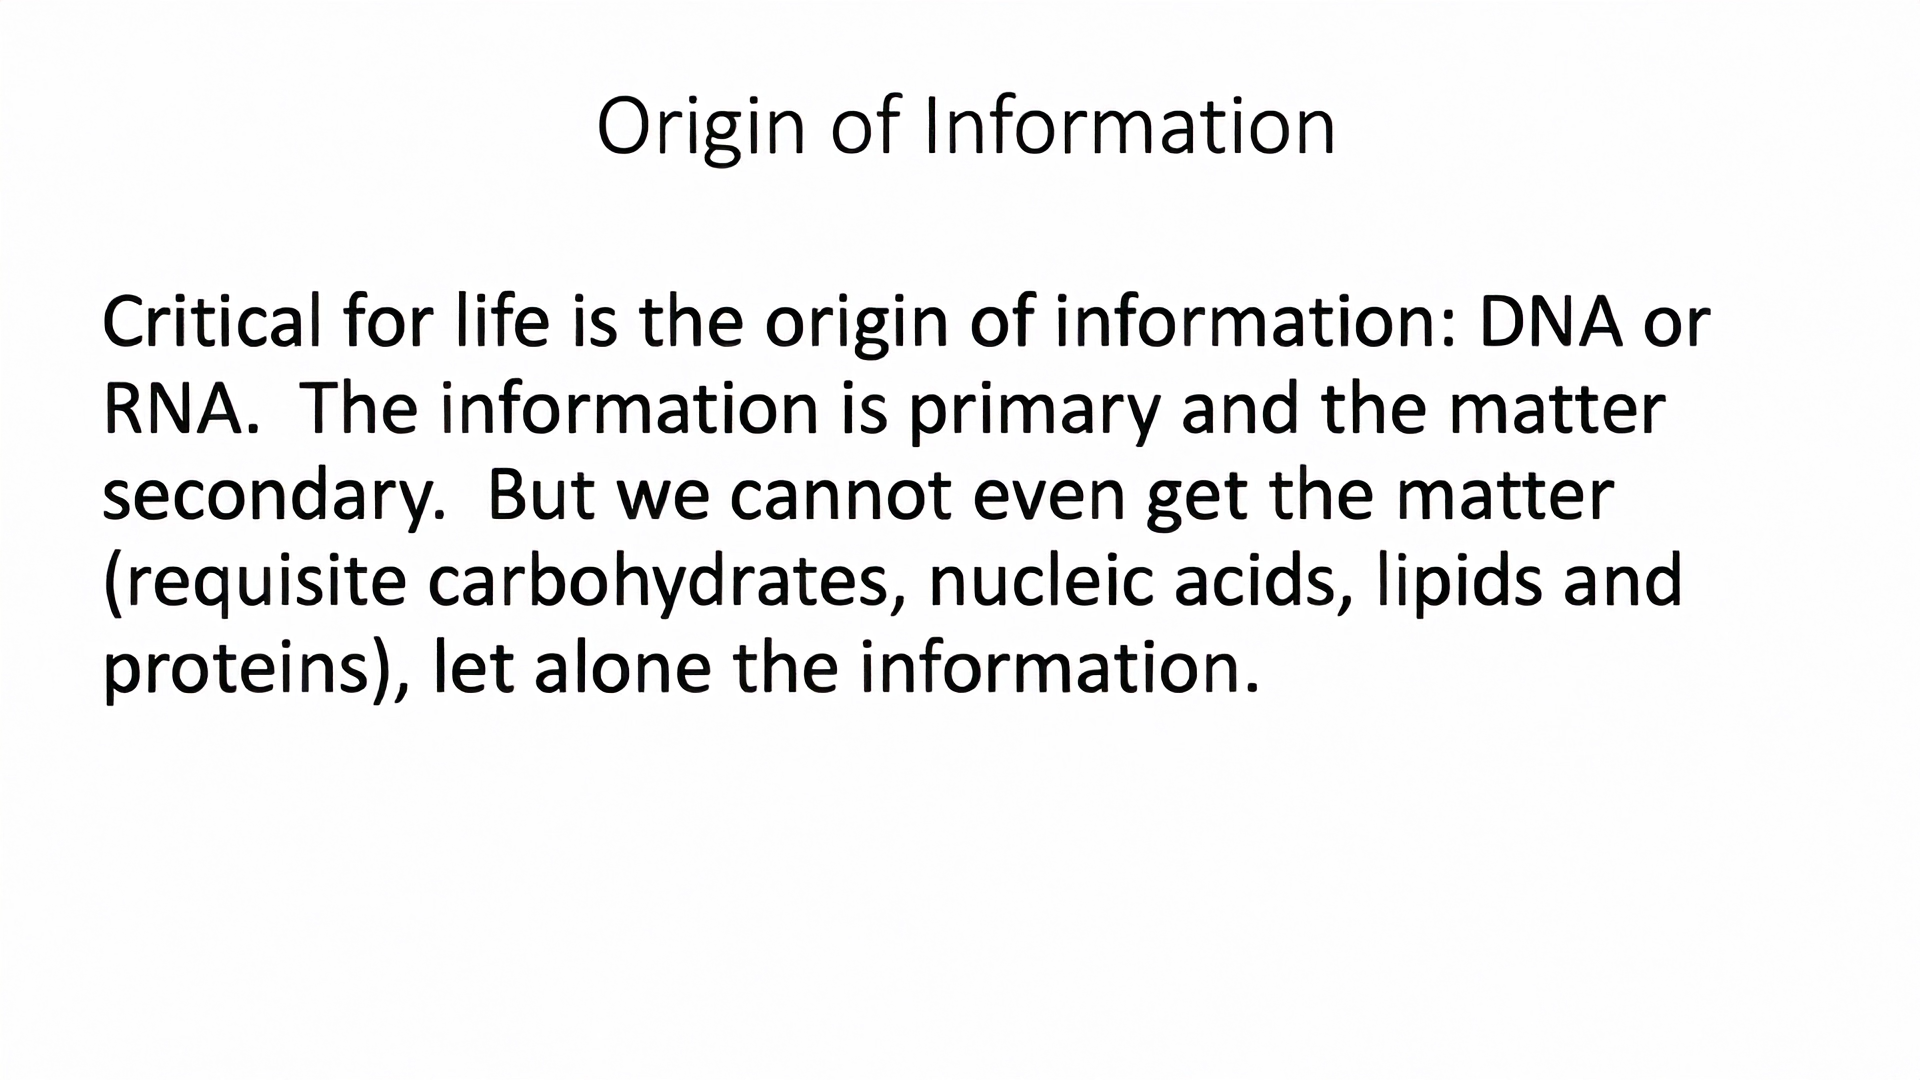 Origin of Information
Critical for life is the origin of information: DNA or
RNA.  The information is primary and the matter
secondary.  But we cannot even get the matter
(requisite carbohydrates, nucleic acids, lipids and
proteins), let alone the information.